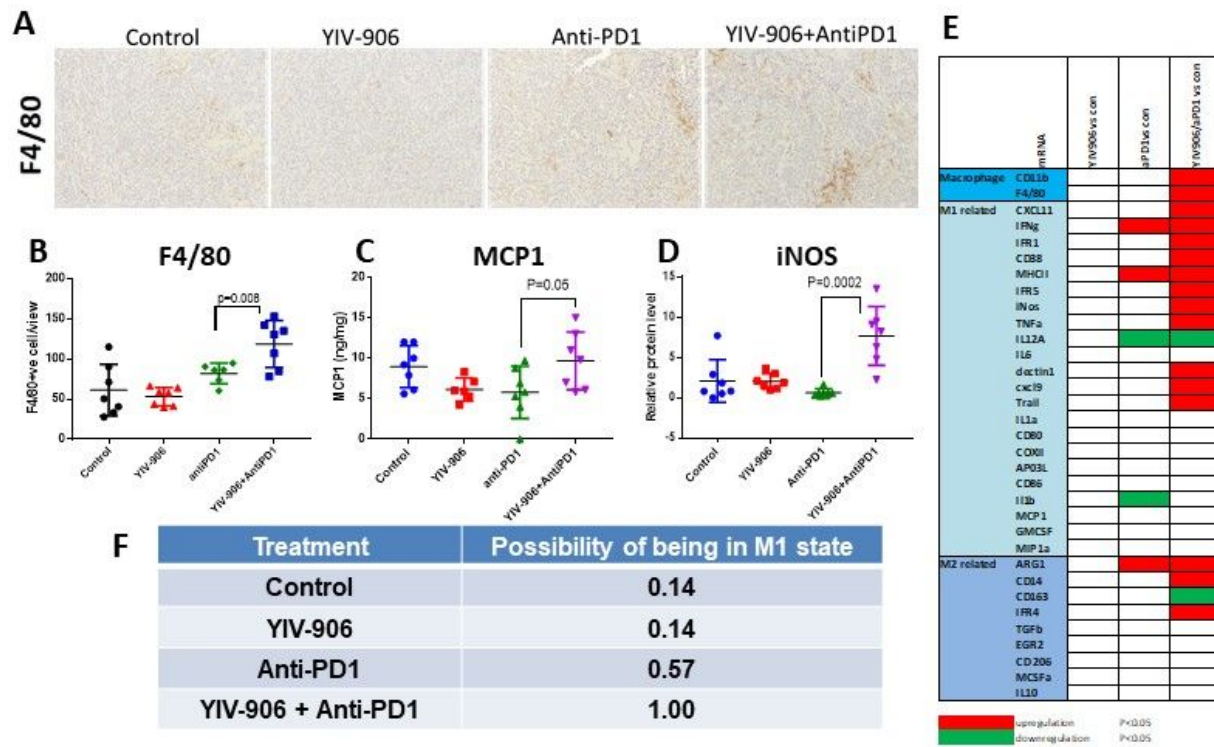 A
Control
YIV-906
Anti-PD1
YIV-906+AntiPD1
F4/80
B
F4/80
p=0.008
F4/80+ve cell/view
200
150
100
50
0
Control
YIV-906
antiPD1
YIV-906+AntiPD1
C
MCP1
P=0.05
MCP1 (ng/mg)
20
15
10
5
0
Control
YIV-906
anti-PD1
YIV-906+AntiPD1
D
iNOS
P=0.0002
Relative protein level
15
10
5
0
-5
Control
YIV-906
Anti-PD1
YIV-906+AntiPD1
E
mRNA
YIV906 vs con
aPD1 vs con
YIV906/aPD1 vs con
Macrophage CD11b
F4/80
M1 related CXCL11
IFNg
IFR1
CD38
MHCII
IFR5
iNos
TNFa
IL12A
IL6
dectin1
cxcl9
Trail
IL1a
CD80
COXII
AP03L
CD86
Il1b
MCP1
GMCSF
MIP1a
M2 related ARG1
CD14
CD163
IFR4
TGFb
EGR2
CD206
MCSFa
IL10
upregulation P<0.05
downregulation P<0.05
F
Treatment Possibility of being in M1 state
Control 0.14
YIV-906 0.14
Anti-PD1 0.57
YIV-906 + Anti-PD1 1.00